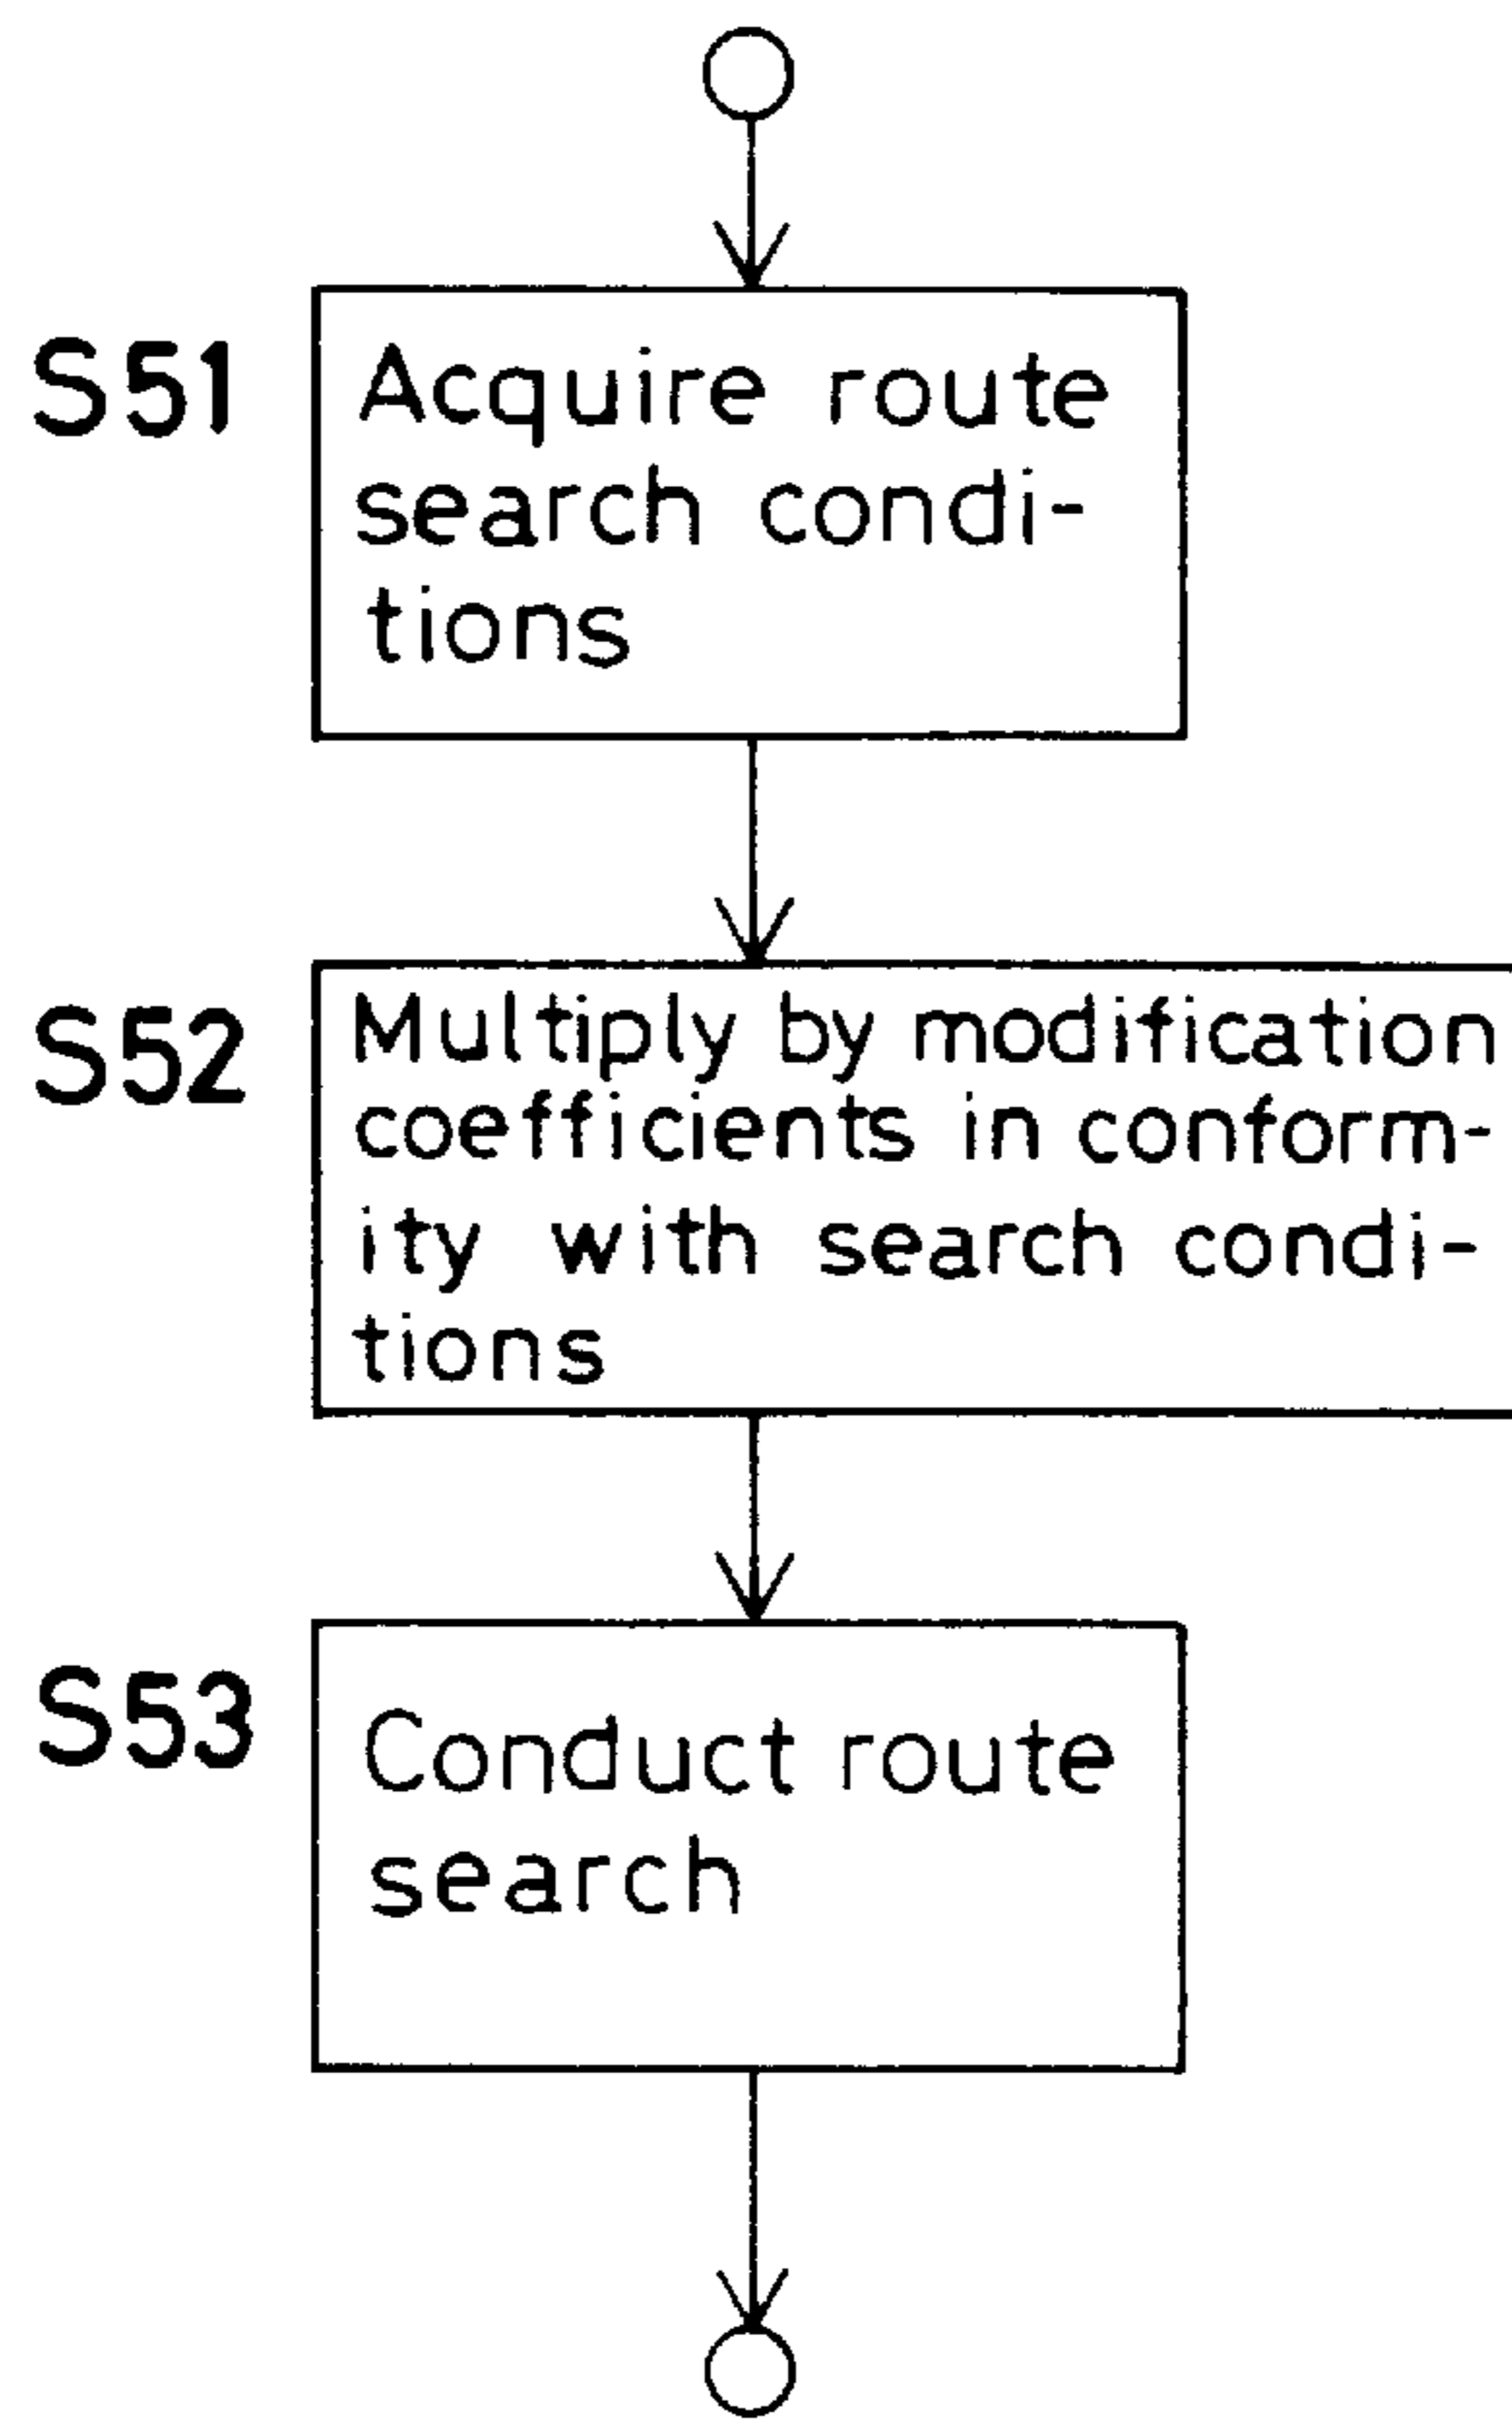 S51
Acquire route
search condi-
tions
S52
Multiply by modification
coefficients in conform-
ity with search condi-
tions
S53
Conduct route
search